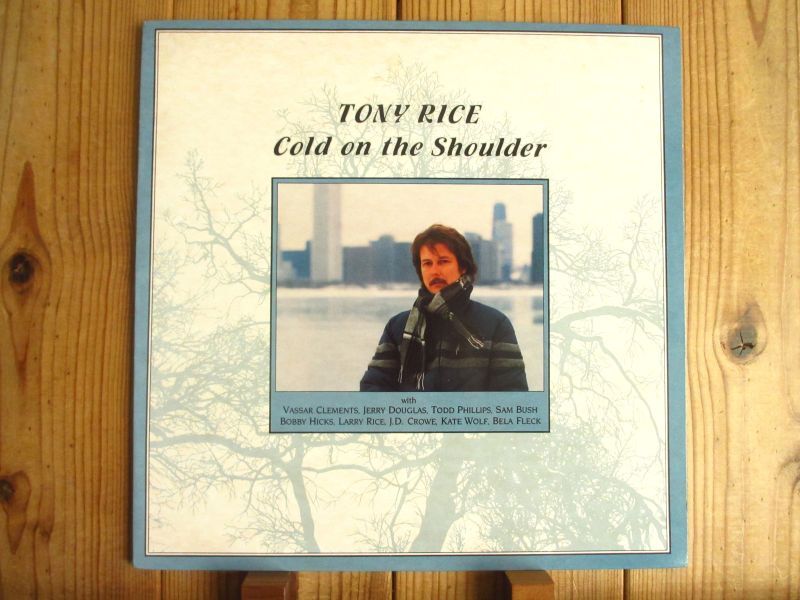 TONY RICE
Cold on the Shoulder
with
VASSAR CLEMENTS, JERRY DOUGLAS, TODD PHILLIPS, SAM BUSH
BOBBY HICKS, LARRY RICE, J.D. CROWE, KATE WOLF, BELA FLECK